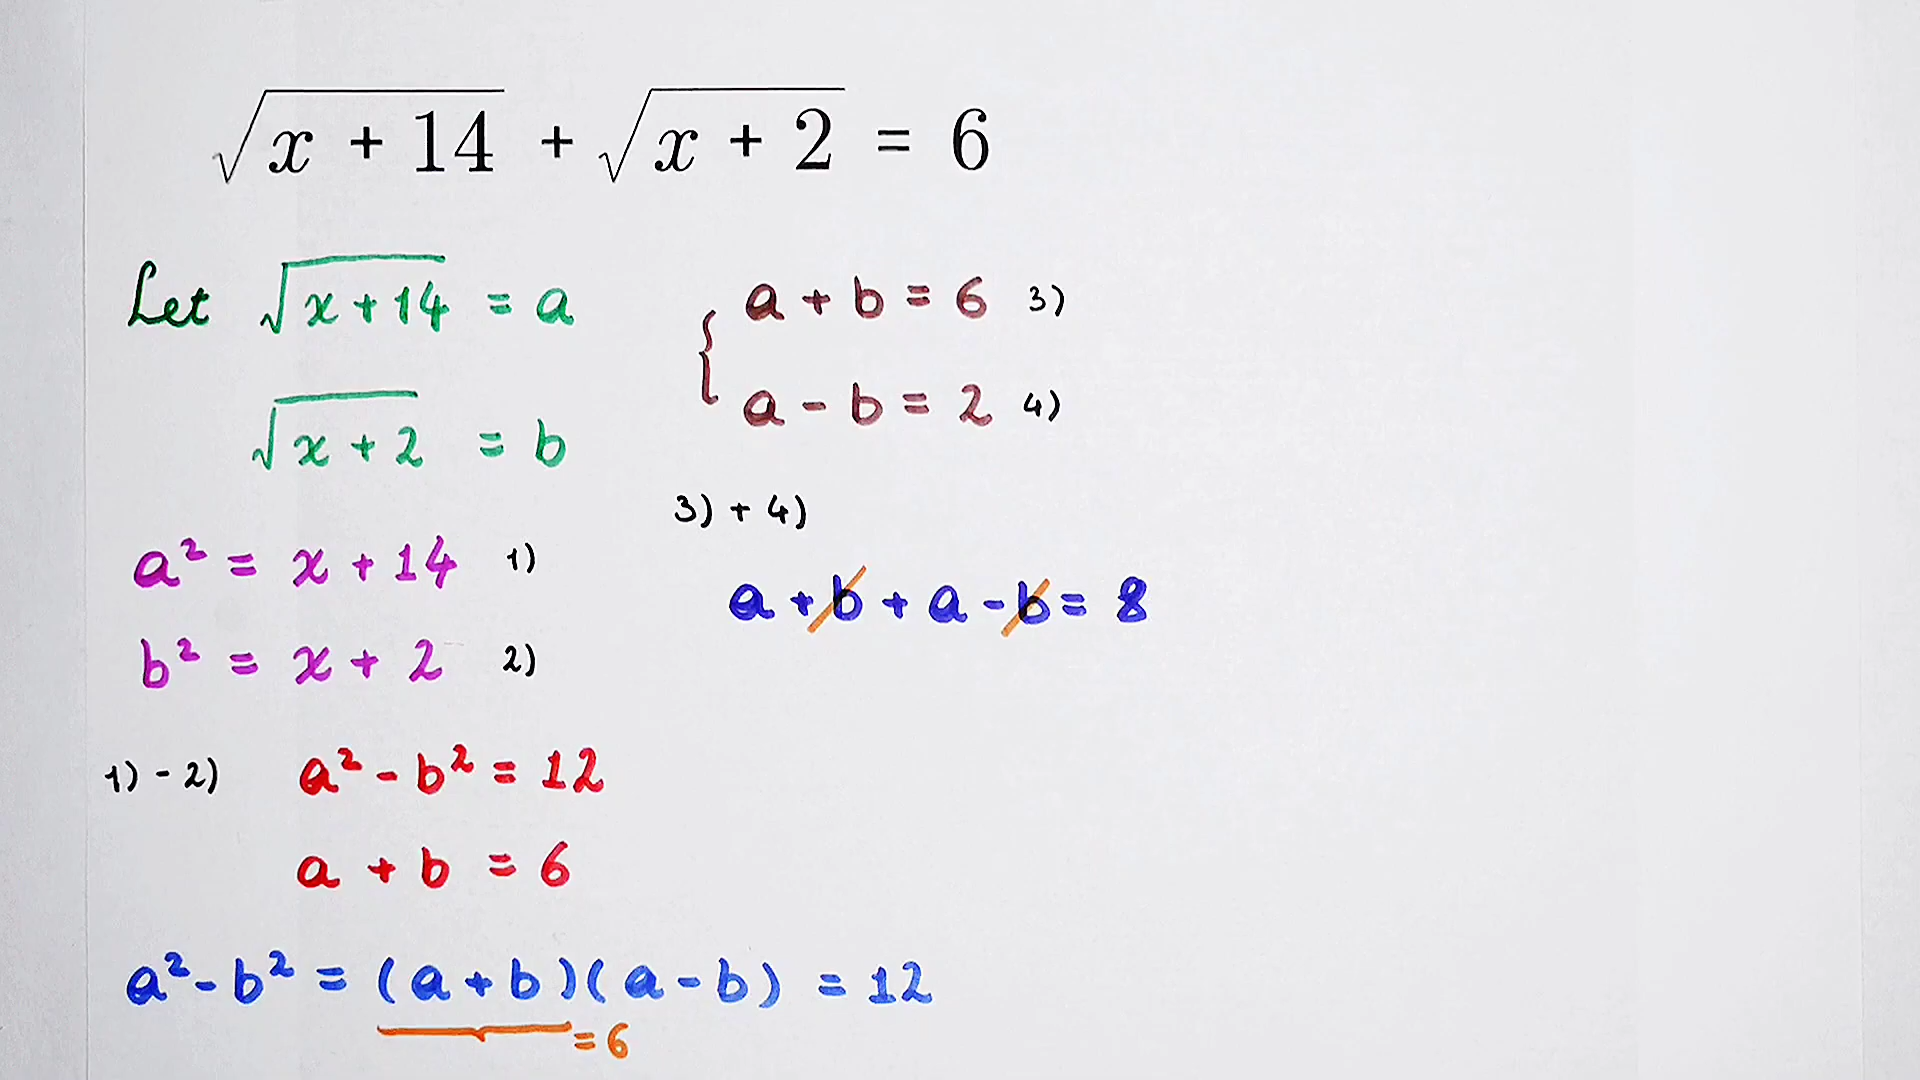 √(x + 14) + √(x + 2) = 6
Let √(x + 14) = a
√(x + 2) = b
a² = x + 14 1)
b² = x + 2 2)
1) - 2) a² - b² = 12
a + b = 6
a² - b² = (a + b)(a - b) = 12
= 6
a + b = 6 3)
a - b = 2 4)
3) + 4)
a + b + a - b = 8